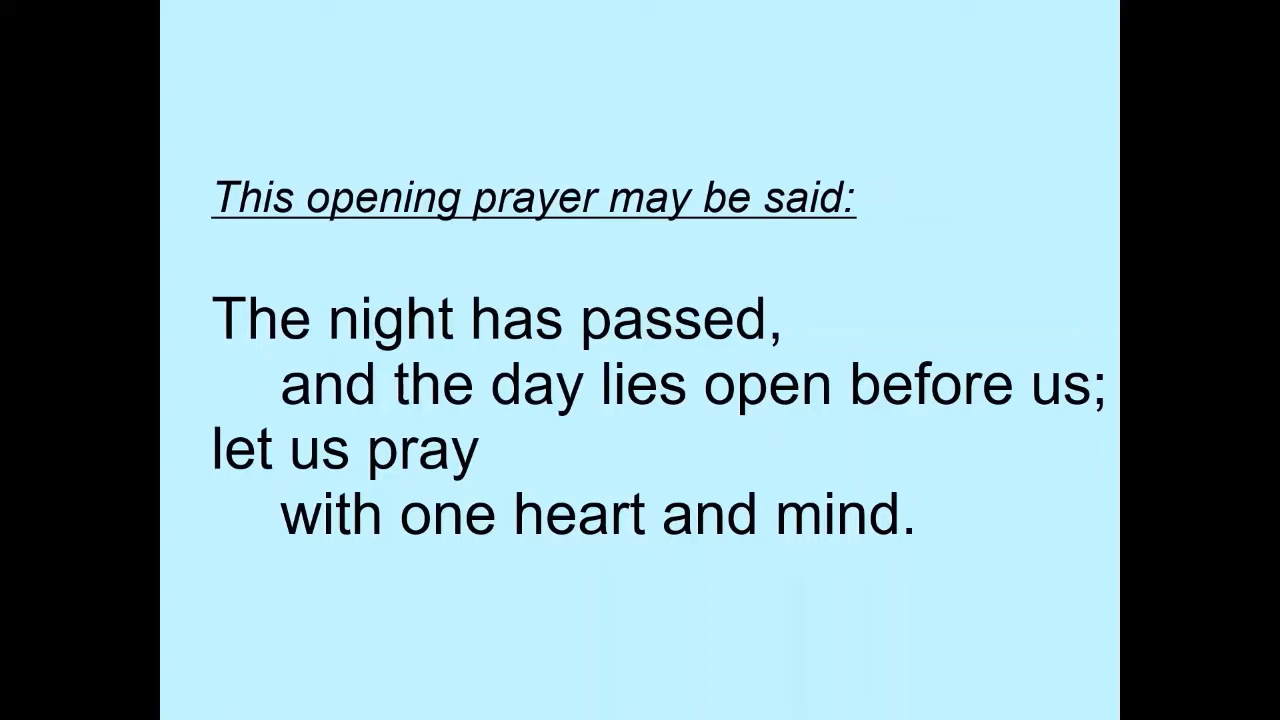 This opening prayer may be said:
The night has passed,
and the day lies open before us;
let us pray
with one heart and mind.